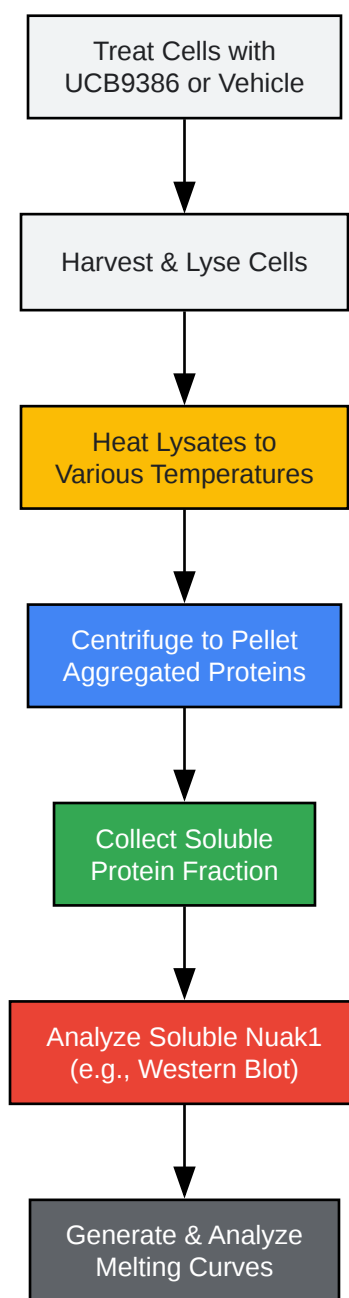 Treat Cells with
UCB9386 or Vehicle
Harvest & Lyse Cells
Heat Lysates to
Various Temperatures
Centrifuge to Pellet
Aggregated Proteins
Collect Soluble
Protein Fraction
Analyze Soluble Nuak1
(e.g., Western Blot)
Generate & Analyze
Melting Curves